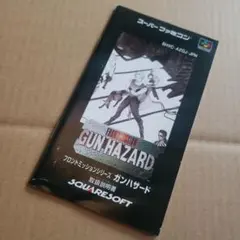 スーパーファミコン
SHVC-AZGJ-JPN
GUN HAZARD
フロントミッションシリーズ ガンハザード
取扱説明書
SQUARESOFT